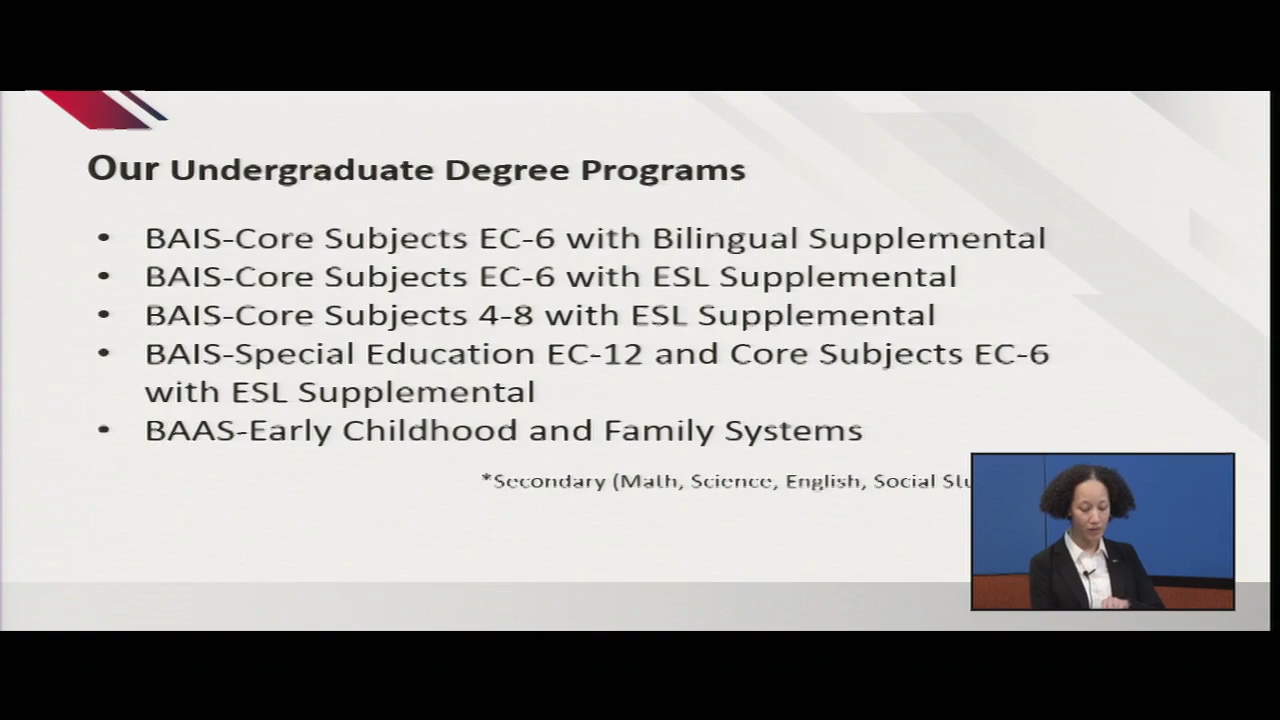 Our Undergraduate Degree Programs
• BAIS-Core Subjects EC-6 with Bilingual Supplemental
• BAIS-Core Subjects EC-6 with ESL Supplemental
• BAIS-Core Subjects 4-8 with ESL Supplemental
• BAIS-Special Education EC-12 and Core Subjects EC-6
with ESL Supplemental
• BAAS-Early Childhood and Family Systems
*Secondary (Math, Science, English, Social